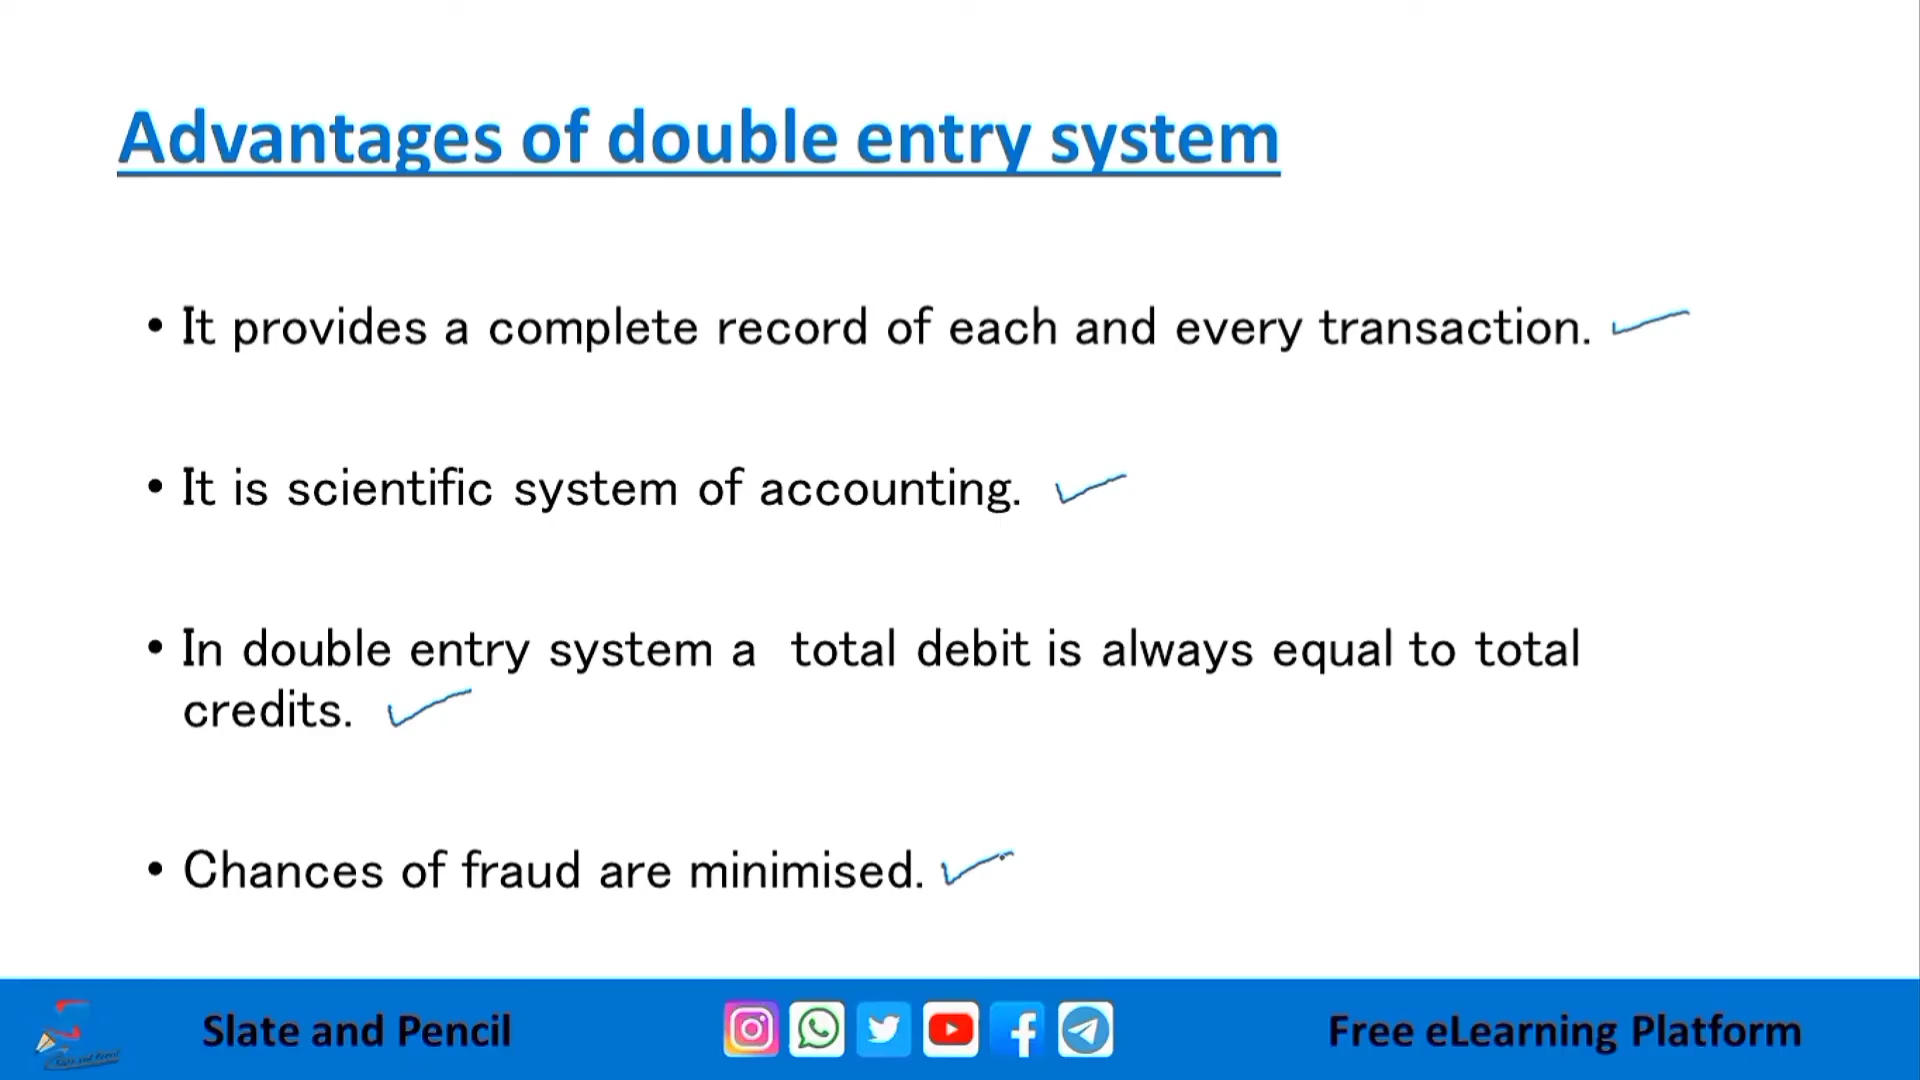 Advantages of double entry system
• It provides a complete record of each and every transaction.
• It is scientific system of accounting.
• In double entry system a total debit is always equal to total
credits.
• Chances of fraud are minimised.
Slate and Pencil
Free eLearning Platform